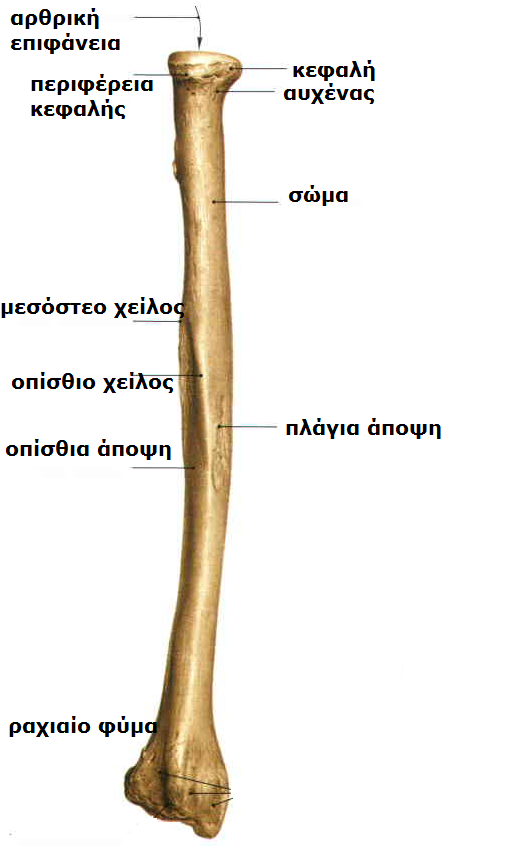 αρθρική
επιφάνεια
περιφέρεια
κεφαλής
κεφαλή
αυχένας
σώμα
μεσόστεο χείλος
οπίσθιο χείλος
πλάγια άποψη
οπίσθια άποψη
ραχιαίο φύμα